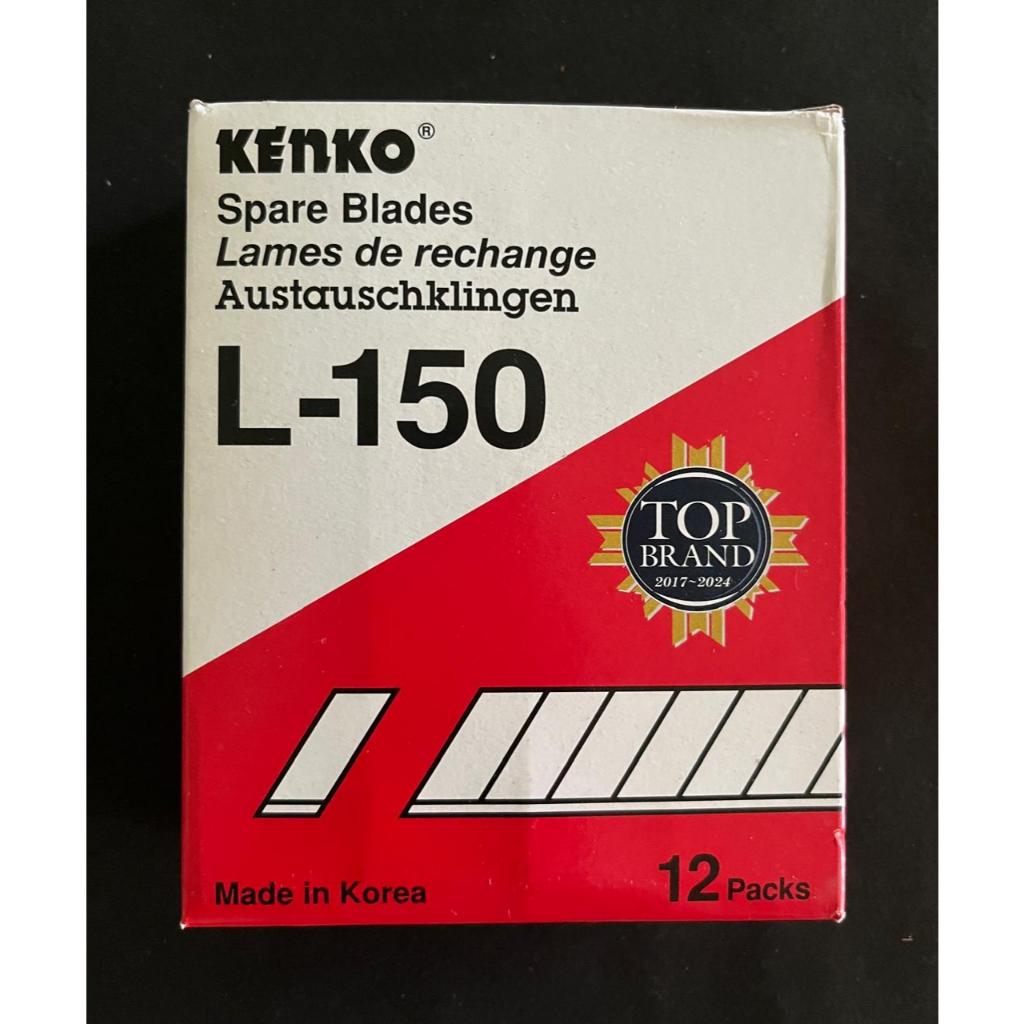 KENKO®
Spare Blades
Lames de rechange
Austauschklingen
L-150
TOP
BRAND
2017~2024
Made in Korea
12 Packs